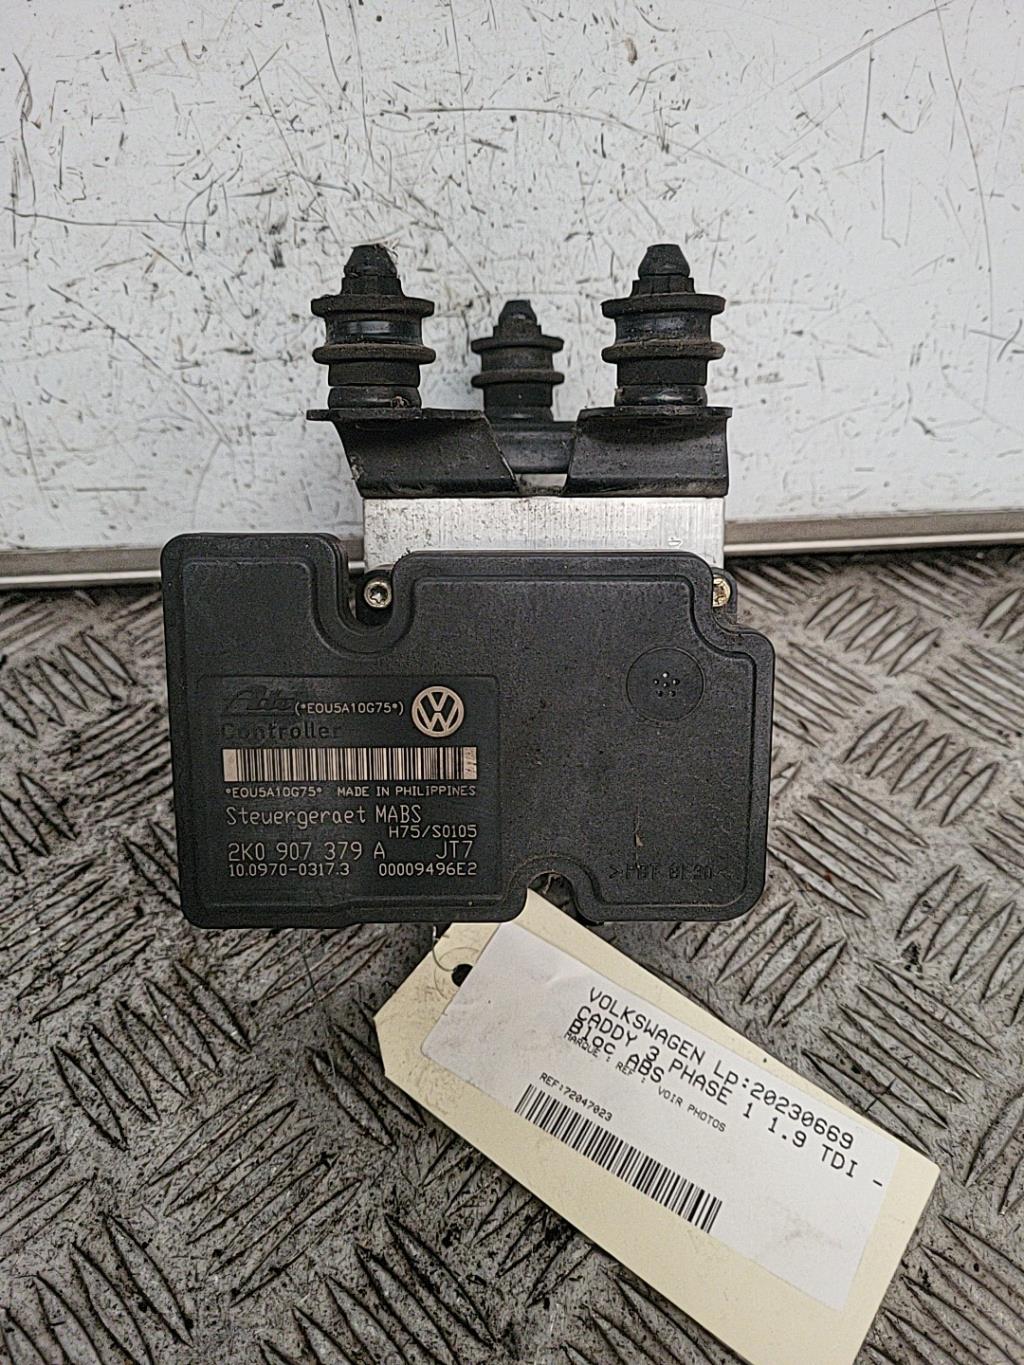 Ate (*EOU5A10G75*)
Controller
*EOU5A10G75* MADE IN PHILIPPINES
Steuergeraet MABS
H75/S0105
2K0 907 379 A JT7
10.0970-0317.3 00009496E2
VOLKSWAGEN Lp:20230669
CADDY 3 PHASE 1 1.9 TDI -
Bloc ABS
MARQUE : REF : VOIR PHOTOS
REF:72047023